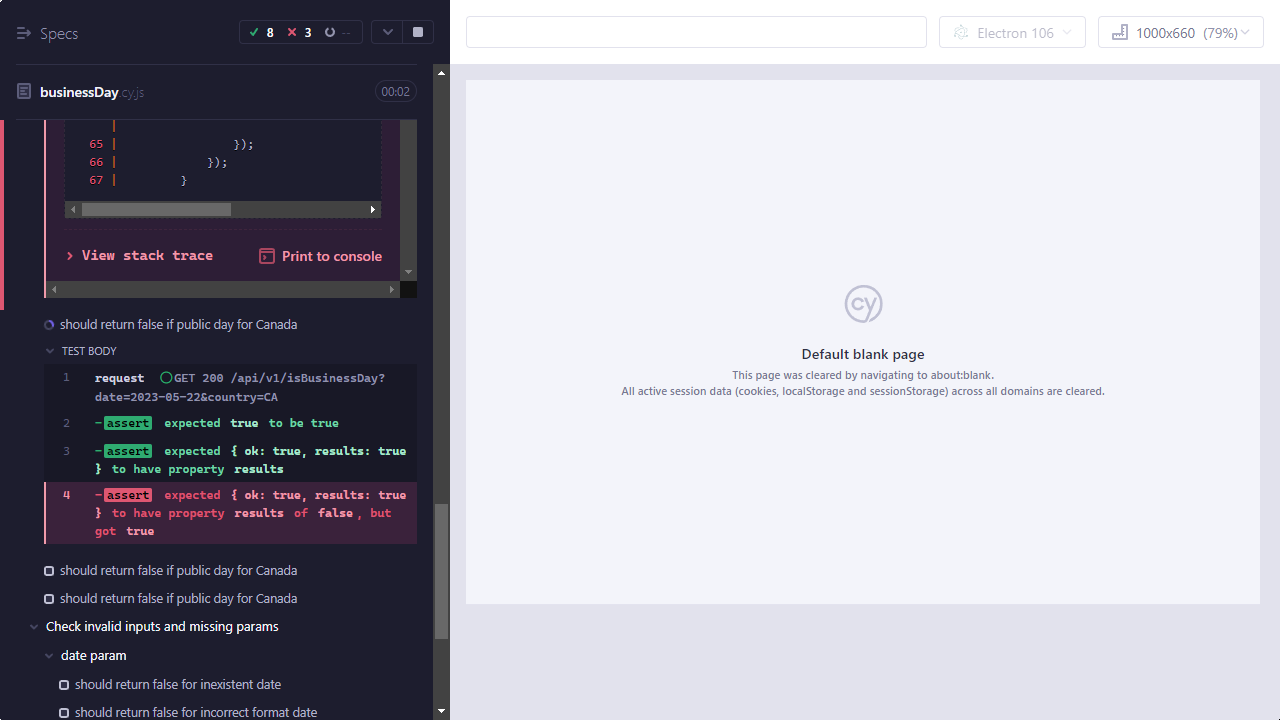 Specs
8
3
--
Electron 106
1000x660 (79%)
businessDay.cy.js
00:02
|
65 | });
66 | });
67 | }
View stack trace
Print to console
should return false if public day for Canada
TEST BODY
1 request GET 200 /api/v1/isBusinessDay?
date=2023-05-22&country=CA
2 -assert expected true to be true
3 -assert expected { ok: true, results: true
} to have property results
4 -assert expected { ok: true, results: true
} to have property results of false, but
got true
should return false if public day for Canada
should return false if public day for Canada
Check invalid inputs and missing params
date param
should return false for inexistent date
should return false for incorrect format date
cy
Default blank page
This page was cleared by navigating to about:blank.
All active session data (cookies, localStorage and sessionStorage) across all domains are cleared.